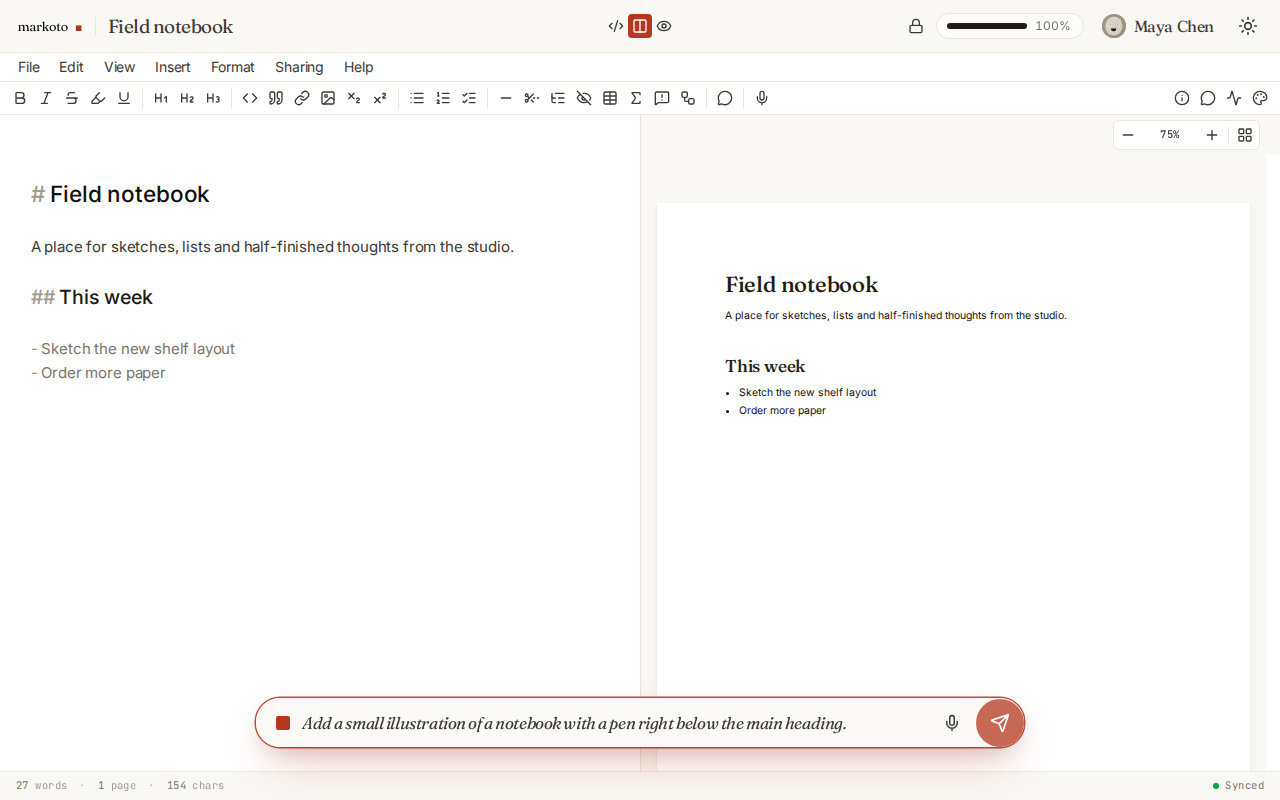 markoto
Field notebook
100%
Maya Chen
File Edit View Insert Format Sharing Help
H1 H2 H3
75%
# Field notebook
A place for sketches, lists and half-finished thoughts from the studio.
## This week
- Sketch the new shelf layout
- Order more paper
Field notebook
A place for sketches, lists and half-finished thoughts from the studio.
This week
• Sketch the new shelf layout
• Order more paper
Add a small illustration of a notebook with a pen right below the main heading.
27 words · 1 page · 154 chars
Synced